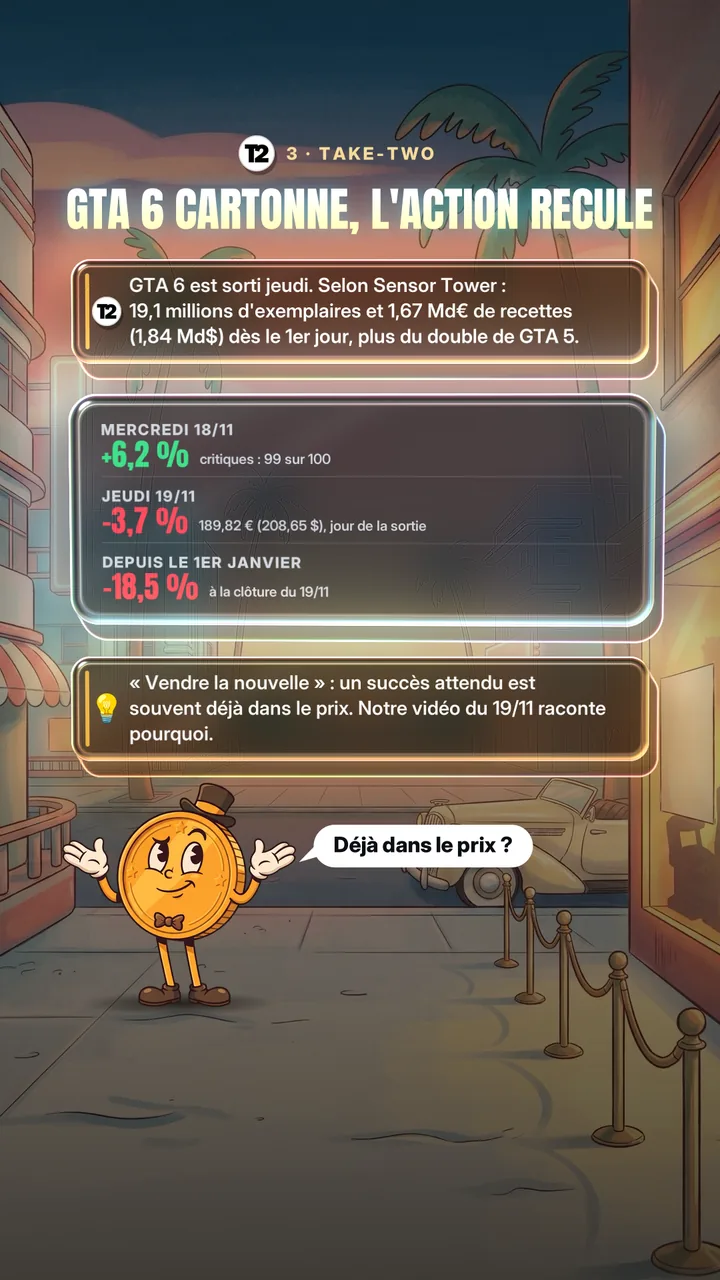 T2 3 · TAKE-TWO
GTA 6 CARTONNE, L'ACTION RECULE
GTA 6 est sorti jeudi. Selon Sensor Tower :
T2
19,1 millions d'exemplaires et 1,67 Md€ de recettes
(1,84 Md$) dès le 1er jour, plus du double de GTA 5.
MERCREDI 18/11
+6,2 % critiques : 99 sur 100
JEUDI 19/11
-3,7 % 189,82 € (208,65 $), jour de la sortie
DEPUIS LE 1ER JANVIER
-18,5 % à la clôture du 19/11
« Vendre la nouvelle » : un succès attendu est
souvent déjà dans le prix. Notre vidéo du 19/11 raconte
pourquoi.
Déjà dans le prix ?